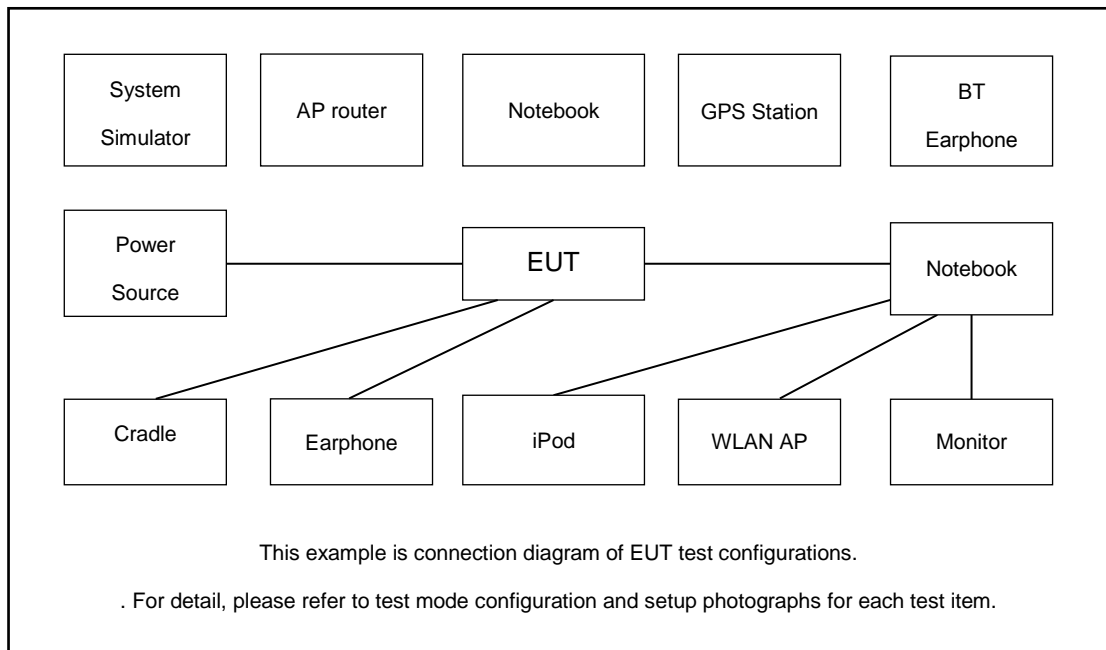 System
Simulator
AP router
Notebook
GPS Station
BT
Earphone
Power
Source
EUT
Notebook
Cradle
Earphone
iPod
WLAN AP
Monitor
This example is connection diagram of EUT test configurations.
. For detail, please refer to test mode configuration and setup photographs for each test item.